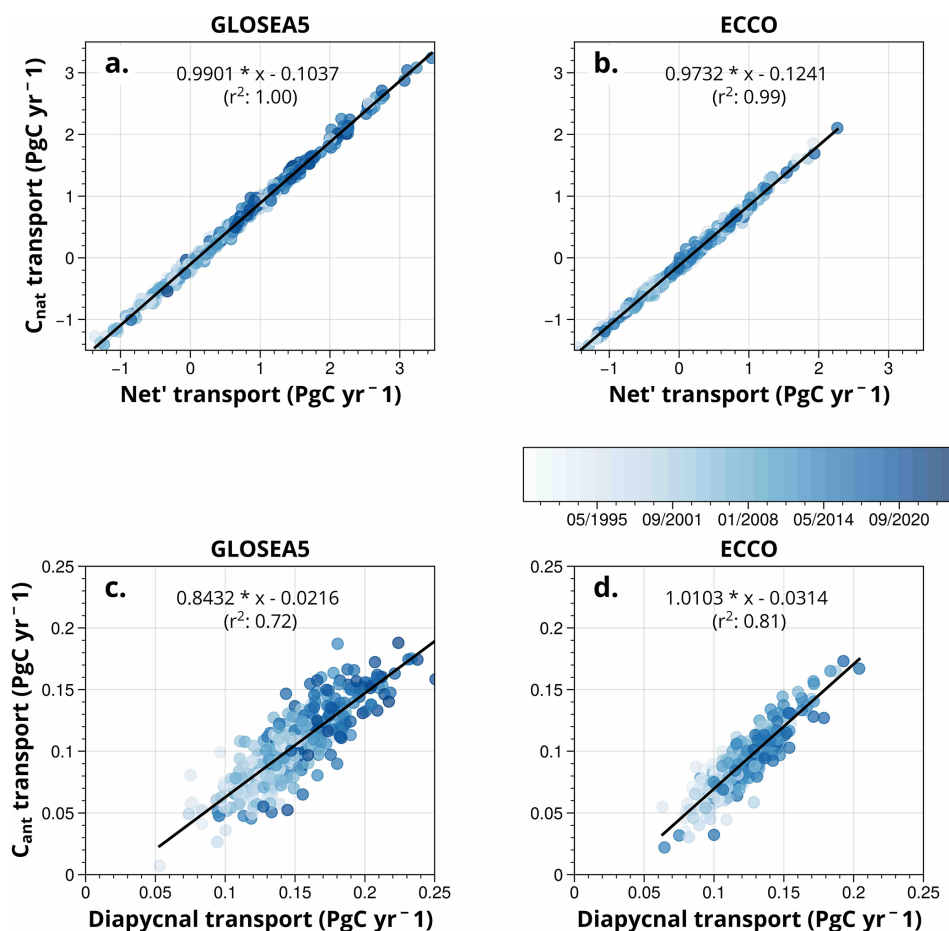 GLOSEA5
ECCO
a.
0.9901 * x - 0.1037
(r²: 1.00)
b.
0.9732 * x - 0.1241
(r²: 0.99)
3
2
1
0
−1
3
2
1
0
−1
C_nat transport (PgC yr⁻1)
−1 0 1 2 3
−1 0 1 2 3
Net' transport (PgC yr⁻1)
Net' transport (PgC yr⁻1)
05/1995 09/2001 01/2008 05/2014 09/2020
GLOSEA5
ECCO
c.
0.8432 * x - 0.0216
(r²: 0.72)
d.
1.0103 * x - 0.0314
(r²: 0.81)
0.25
0.2
0.15
0.1
0.05
0
0.25
0.2
0.15
0.1
0.05
0
C_ant transport (PgC yr⁻1)
0 0.05 0.1 0.15 0.2 0.25
0 0.05 0.1 0.15 0.2 0.25
Diapycnal transport (PgC yr⁻1)
Diapycnal transport (PgC yr⁻1)